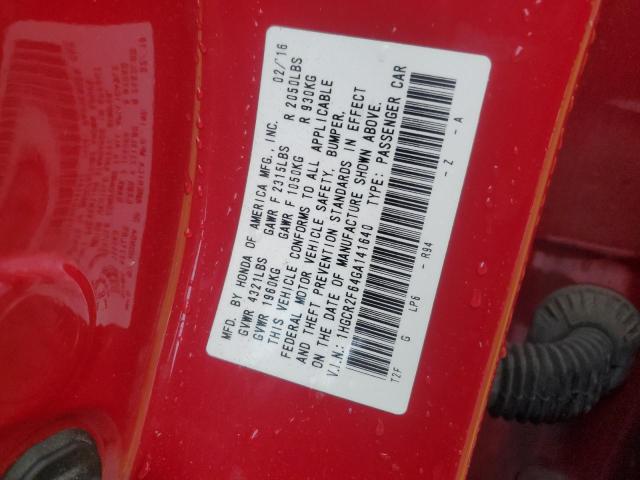 MFD. BY HONDA OF AMERICA MFG., INC. 02/16
GVWR 4321LBS GAWR F 2315LBS R 2050LBS
GVWR 1960KG GAWR F 1050KG R 930KG
THIS VEHICLE CONFORMS TO ALL APPLICABLE
FEDERAL MOTOR VEHICLE SAFETY, BUMPER,
AND THEFT PREVENTION STANDARDS IN EFFECT
ON THE DATE OF MANUFACTURE SHOWN ABOVE.
V.I.N.: 1HGCR2F64GA141640 TYPE: PASSENGER CAR
T2F G LP6 - R94 - Z - A